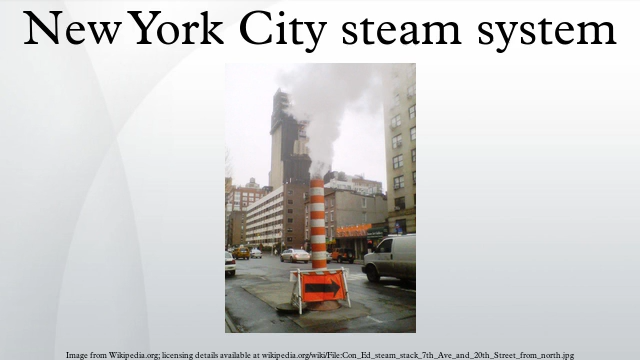 New York City steam system
Image from Wikipedia.org; licensing details available at wikipedia.org/wiki/File:Con_Ed_steam_stack_7th_Ave_and_20th_Street_from_north.jpg